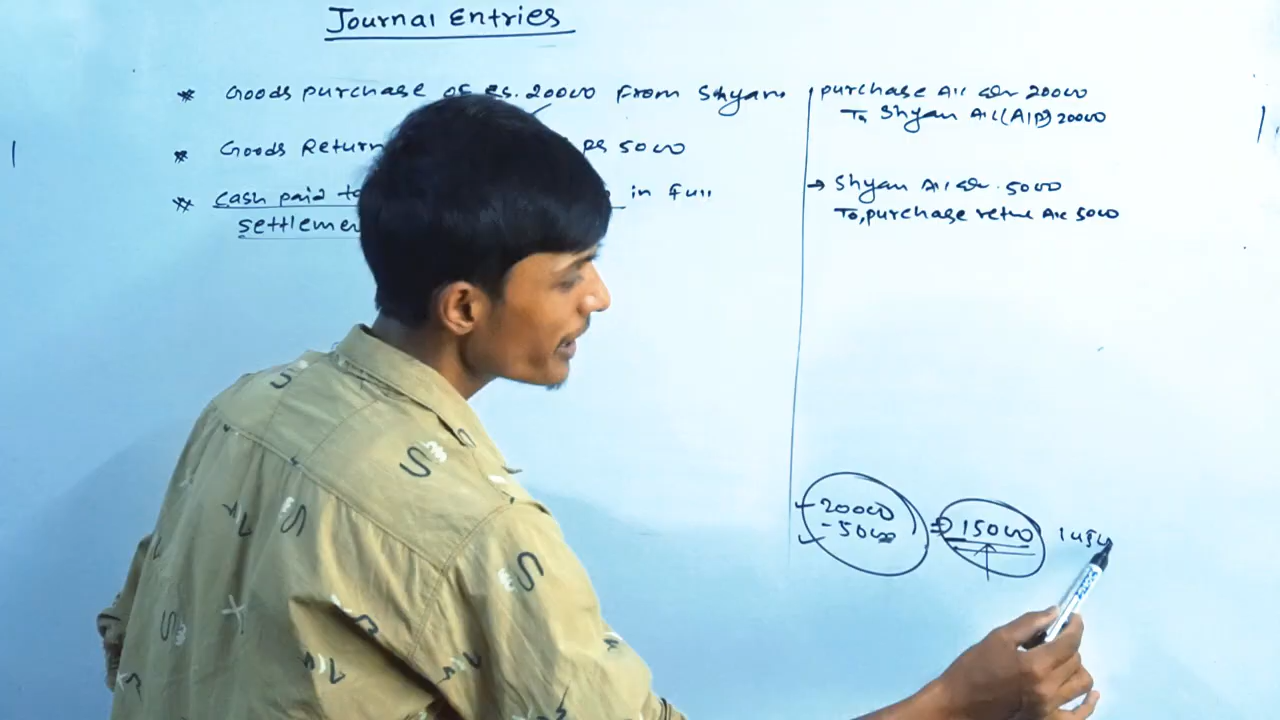 Journal Entries
* Goods purchase of Rs. 20000 From Shyam
* Goods Return Rs 5000
* Cash paid to in Full
settlemen
purchase A/c dr 20000
To Shyam A/c (A/P) 20000
→ Shyam A/c dr. 5000
To, purchase retun A/c 5000
20000
- 5000
⇒ 15000